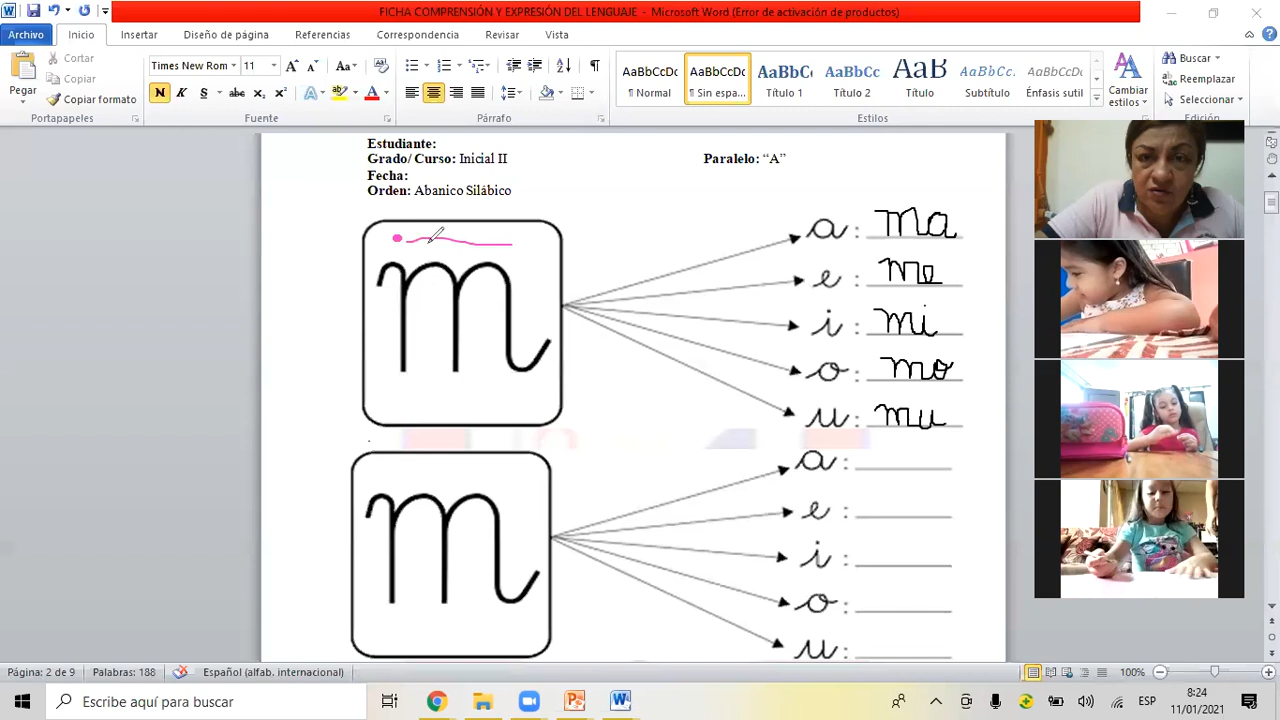 FICHA COMPRENSIÓN Y EXPRESIÓN DEL LENGUAJE - Microsoft Word (Error de activación de productos)
Archivo Inicio Insertar Diseño de página Referencias Correspondencia Revisar Vista
Pegar
Cortar
Copiar
Copiar formato
Portapapeles
Times New Rom 11
N K S abc x₂ x² A
Fuente
Párrafo
AaBbCcDc AaBbCcDc AaBbC AaBbCc AaB AaBbCc. AaBbCcDc
¶ Normal ¶ Sin espa... Título 1 Título 2 Título Subtítulo Énfasis sutil
Cambiar estilos
Estilos
Buscar
Reemplazar
Seleccionar
Edición
Estudiante:
Grado/ Curso: Inicial II Paralelo: “A”
Fecha:
Orden: Abanico Silábico
m
a : ma
e : me
i : mi
o : mo
u : mu
m
a :
e :
i :
o :
u :
Página: 2 de 9 Palabras: 188 Español (alfab. internacional) 100%
Escribe aquí para buscar
ESP
8:24
11/01/2021